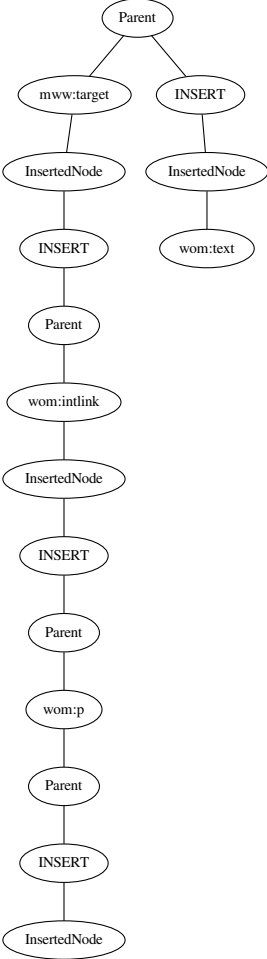 Parent
mww:target INSERT
InsertedNode InsertedNode
INSERT wom:text
Parent
wom:intlink
InsertedNode
INSERT
Parent
wom:p
Parent
INSERT
InsertedNode